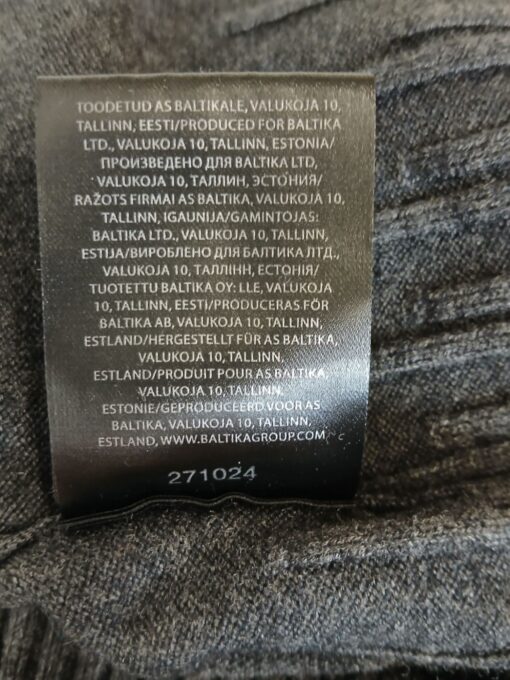 TOODETUD AS BALTIKALE, VALUKOJA 10,
TALLINN, EESTI/PRODUCED FOR BALTIKA
LTD., VALUKOJA 10, TALLINN, ESTONIA/
ПРОИЗВЕДЕНО ДЛЯ BALTIKA LTD,
VALUKOJA 10, ТАЛЛИН, ЭСТОНИЯ/
RAŽOTS FIRMAI AS BALTIKA, VALUKOJA 10,
TALLINN, IGAUNIJA/GAMINTOJAS:
BALTIKA LTD., VALUKOJA 10, TALLINN,
ESTIJA/ВИРОБЛЕНО ДЛЯ БАЛТИКА ЛТД.,
VALUKOJA 10, ТАЛЛІНН, ЕСТОНІЯ/
TUOTETTU BALTIKA OY: LLE, VALUKOJA
10, TALLINN, EESTI/PRODUCERAS FÖR
BALTIKA AB, VALUKOJA 10, TALLINN,
ESTLAND/HERGESTELLT FÜR AS BALTIKA,
VALUKOJA 10, TALLINN,
ESTLAND/PRODUIT POUR AS BALTIKA,
VALUKOJA 10, TALLINN,
ESTONIE/GEPRODUCEERD VOOR AS
BALTIKA, VALUKOJA 10, TALLINN,
ESTLAND, WWW.BALTIKAGROUP.COM
271024